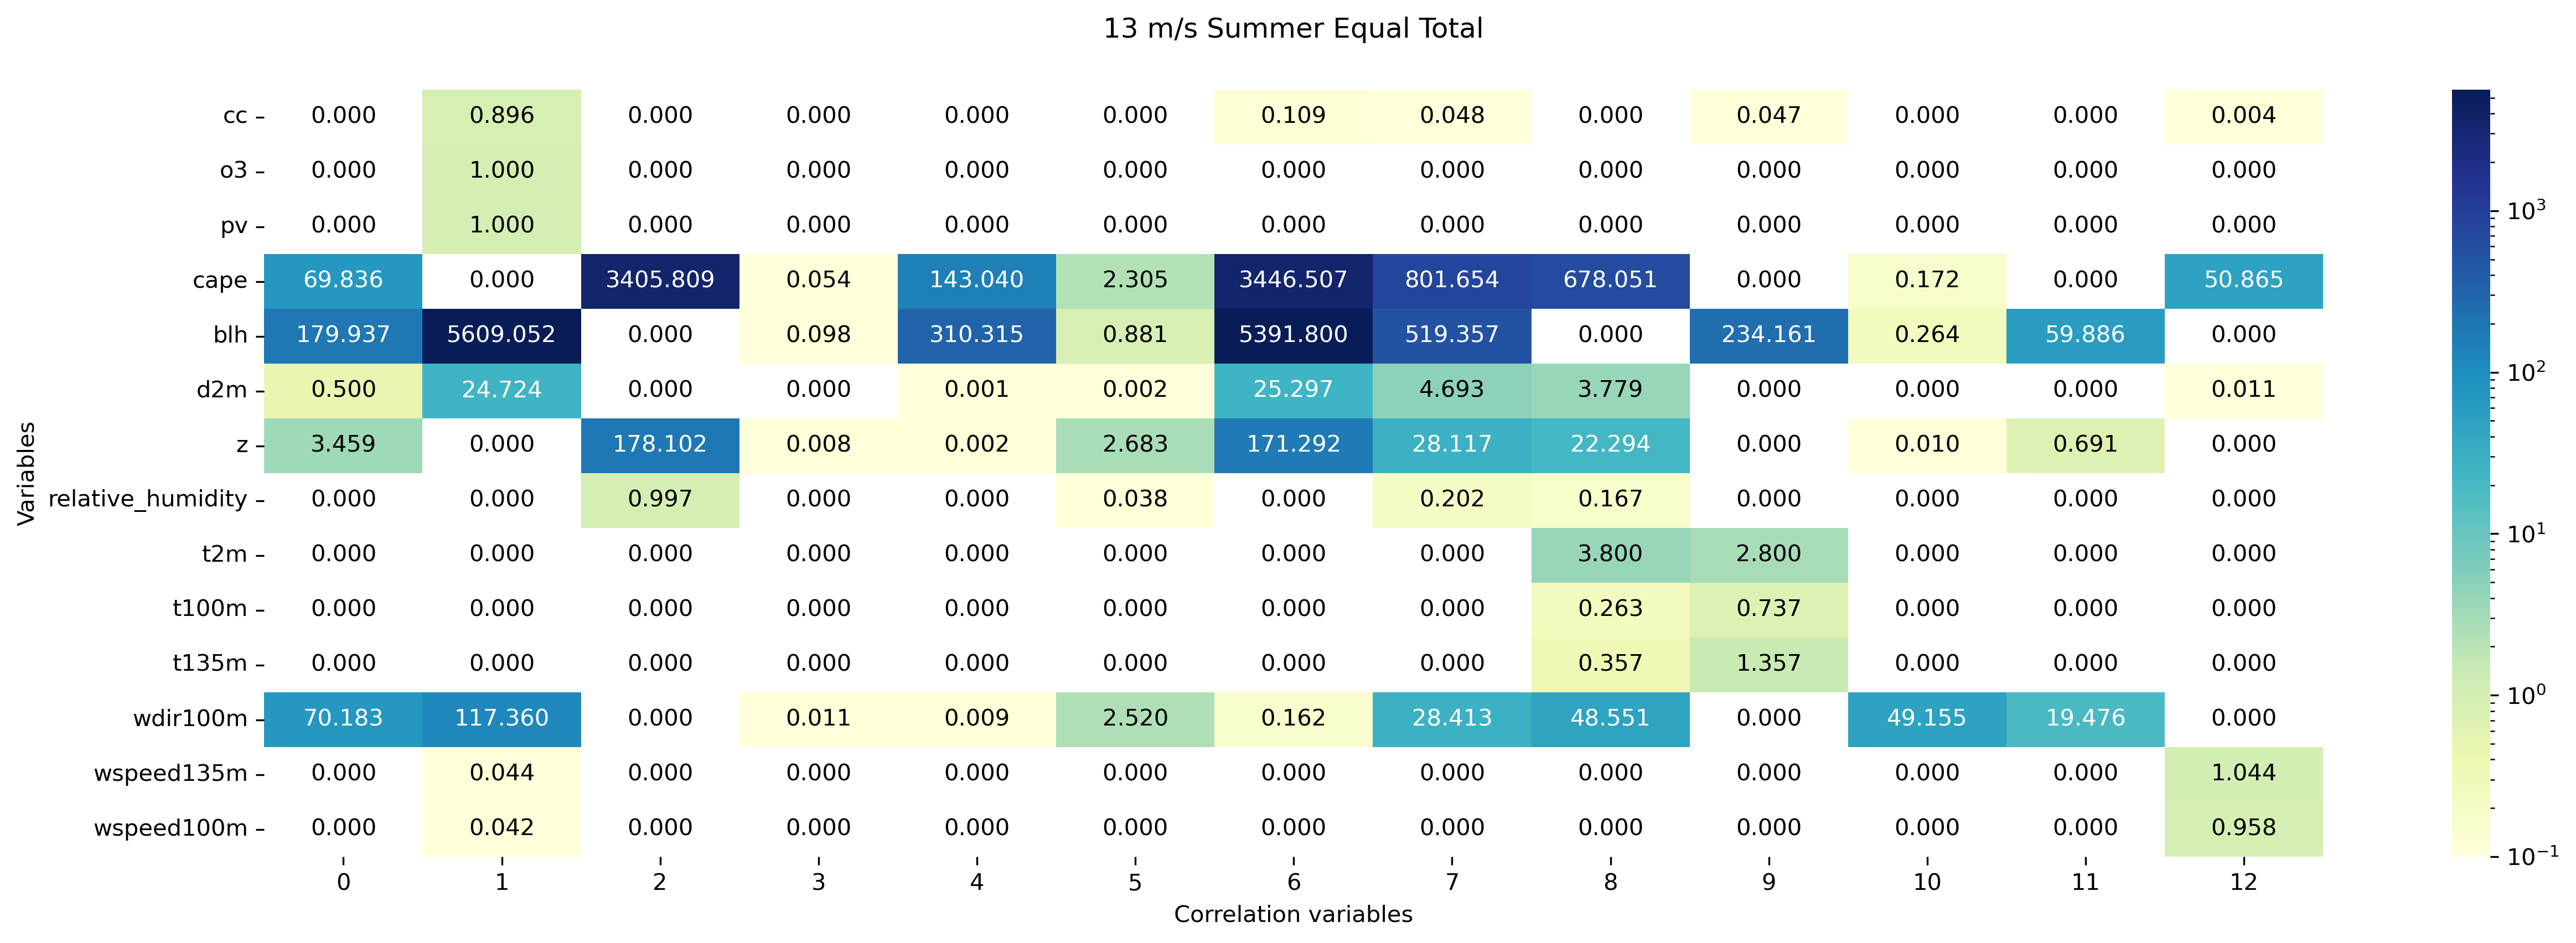 13 m/s Summer Equal Total
cc 0.000 0.896 0.000 0.000 0.000 0.000 0.109 0.048 0.000 0.047 0.000 0.000 0.004
o3 0.000 1.000 0.000 0.000 0.000 0.000 0.000 0.000 0.000 0.000 0.000 0.000 0.000
pv 0.000 1.000 0.000 0.000 0.000 0.000 0.000 0.000 0.000 0.000 0.000 0.000 0.000
cape 69.836 0.000 3405.809 0.054 143.040 2.305 3446.507 801.654 678.051 0.000 0.172 0.000 50.865
blh 179.937 5609.052 0.000 0.098 310.315 0.881 5391.800 519.357 0.000 234.161 0.264 59.886 0.000
d2m 0.500 24.724 0.000 0.000 0.001 0.002 25.297 4.693 3.779 0.000 0.000 0.000 0.011
z 3.459 0.000 178.102 0.008 0.002 2.683 171.292 28.117 22.294 0.000 0.010 0.691 0.000
relative_humidity 0.000 0.000 0.997 0.000 0.000 0.038 0.000 0.202 0.167 0.000 0.000 0.000 0.000
t2m 0.000 0.000 0.000 0.000 0.000 0.000 0.000 0.000 3.800 2.800 0.000 0.000 0.000
t100m 0.000 0.000 0.000 0.000 0.000 0.000 0.000 0.000 0.263 0.737 0.000 0.000 0.000
t135m 0.000 0.000 0.000 0.000 0.000 0.000 0.000 0.000 0.357 1.357 0.000 0.000 0.000
wdir100m 70.183 117.360 0.000 0.011 0.009 2.520 0.162 28.413 48.551 0.000 49.155 19.476 0.000
wspeed135m 0.000 0.044 0.000 0.000 0.000 0.000 0.000 0.000 0.000 0.000 0.000 0.000 1.044
wspeed100m 0.000 0.042 0.000 0.000 0.000 0.000 0.000 0.000 0.000 0.000 0.000 0.000 0.958
0 1 2 3 4 5 6 7 8 9 10 11 12
Correlation variables
Variables
10³
10²
10¹
10⁰
10⁻¹